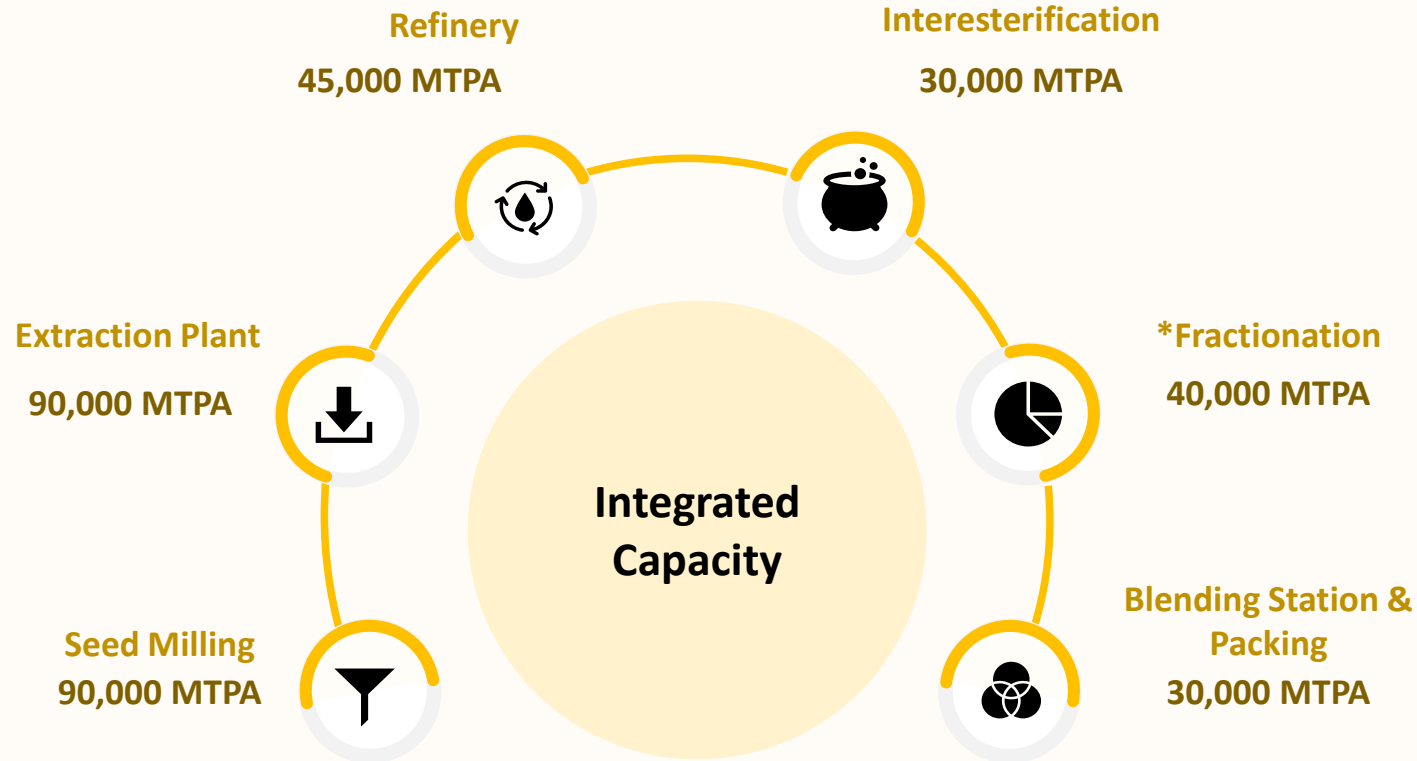 Refinery
45,000 MTPA
Interesterification
30,000 MTPA
Extraction Plant
90,000 MTPA
*Fractionation
40,000 MTPA
Integrated
Capacity
Seed Milling
90,000 MTPA
Blending Station &
Packing
30,000 MTPA